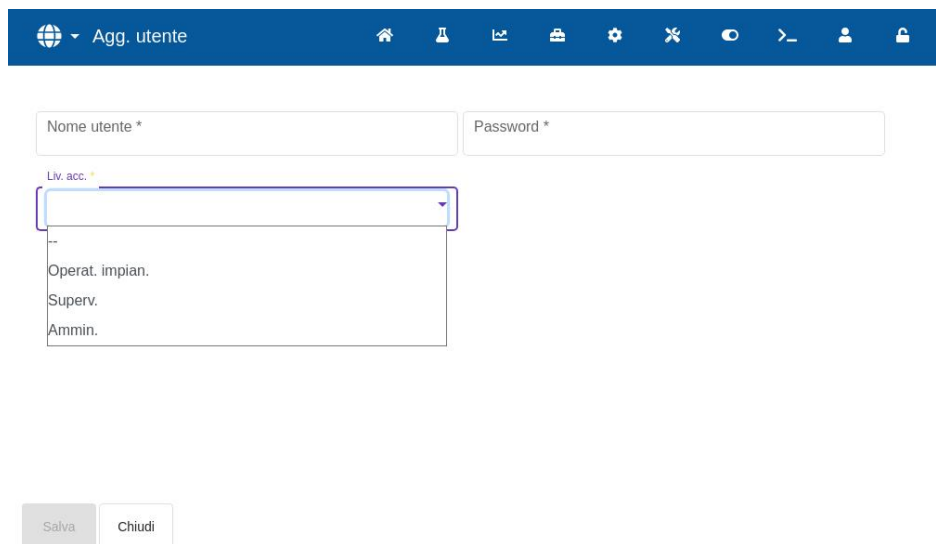 Agg. utente
Nome utente *
Password *
Liv. acc. *
--
Operat. impian.
Superv.
Ammin.
Salva
Chiudi